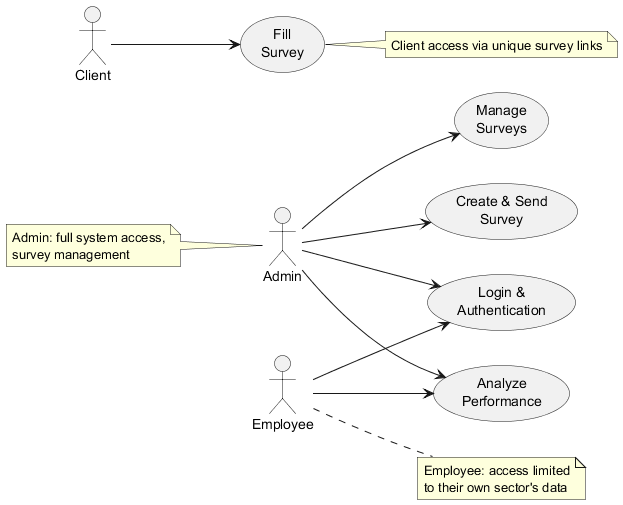 Client
Fill
Survey
Client access via unique survey links
Manage
Surveys
Create & Send
Survey
Admin: full system access,
survey management
Admin
Login &
Authentication
Analyze
Performance
Employee
Employee: access limited
to their own sector's data